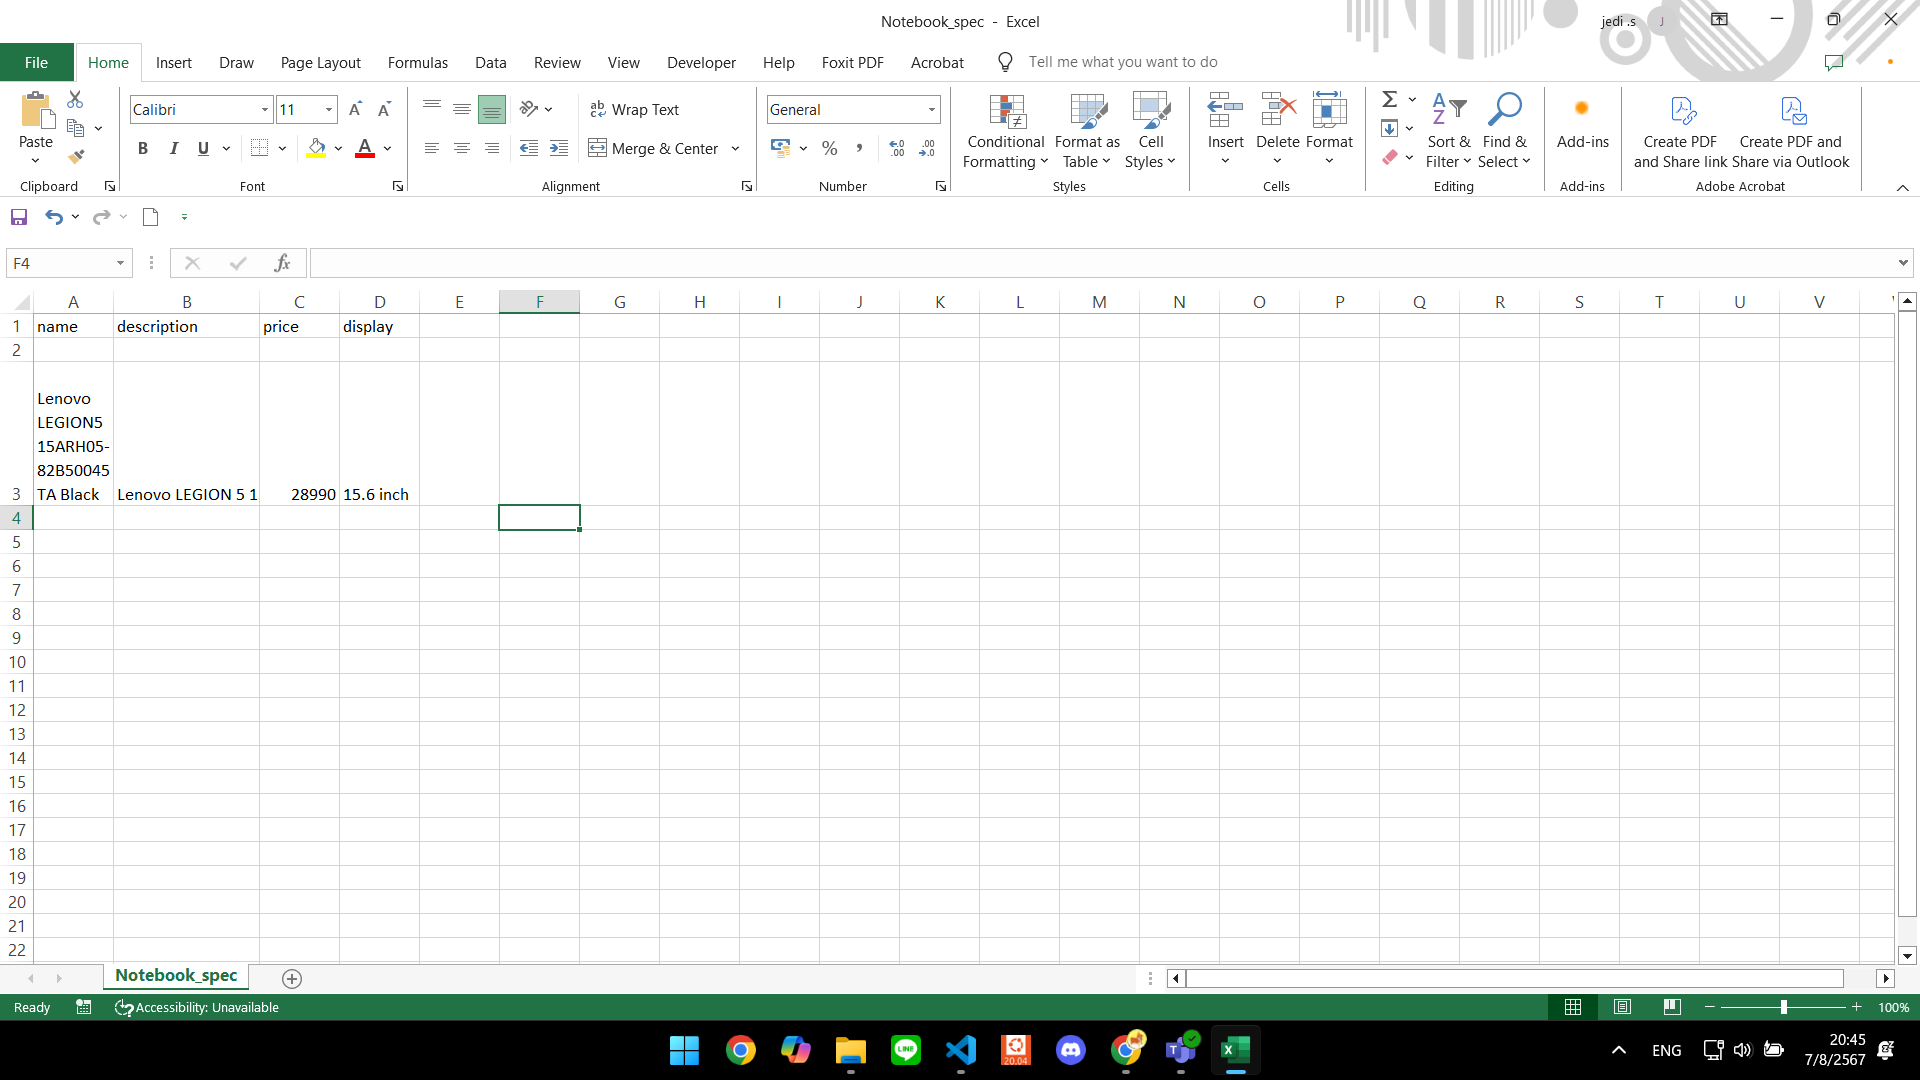 Notebook_spec - Excel
jedi .s
J
File Home Insert Draw Page Layout Formulas Data Review View Developer Help Foxit PDF Acrobat Tell me what you want to do
Paste
Clipboard
Calibri 11
B I U
Font
Wrap Text
Merge & Center
Alignment
General
Number
Conditional Formatting
Format as Table
Cell Styles
Styles
Insert Delete Format
Cells
Sort & Filter
Find & Select
Editing
Add-ins
Add-ins
Create PDF and Share link
Create PDF and Share via Outlook
Adobe Acrobat
F4
fx
A B C D E F G H I J K L M N O P Q R S T U V
1 name description price display
2
Lenovo
LEGION5
15ARH05-
82B50045
3 TA Black Lenovo LEGION 5 1 28990 15.6 inch
4
5
6
7
8
9
10
11
12
13
14
15
16
17
18
19
20
21
22
Notebook_spec
Ready Accessibility: Unavailable 100%
20.04
ENG
20:45
7/8/2567